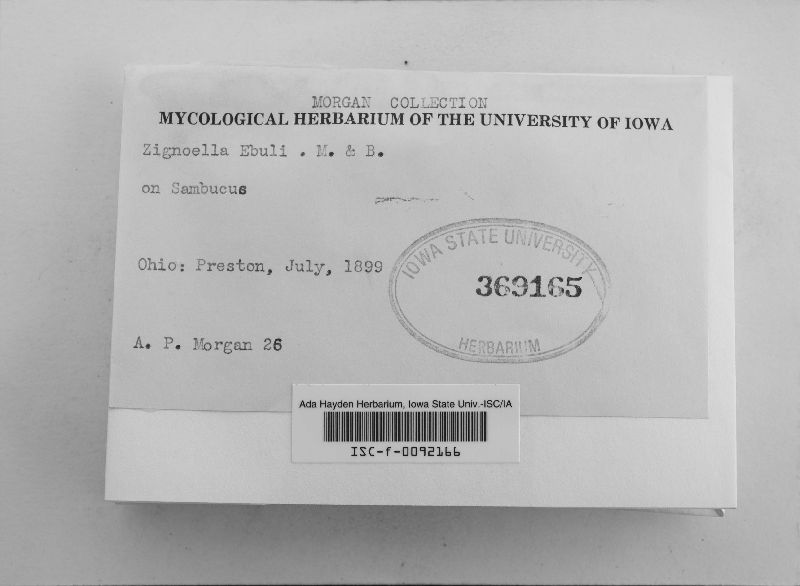 MORGAN COLLECTION
MYCOLOGICAL HERBARIUM OF THE UNIVERSITY OF IOWA
Zignoella Ebuli . M. & B.
on Sambucus
Ohio: Preston, July, 1899
IOWA STATE UNIVERSITY
369165
HERBARIUM
A. P. Morgan 26
Ada Hayden Herbarium, Iowa State Univ.-ISC/IA
ISC-f-0092166